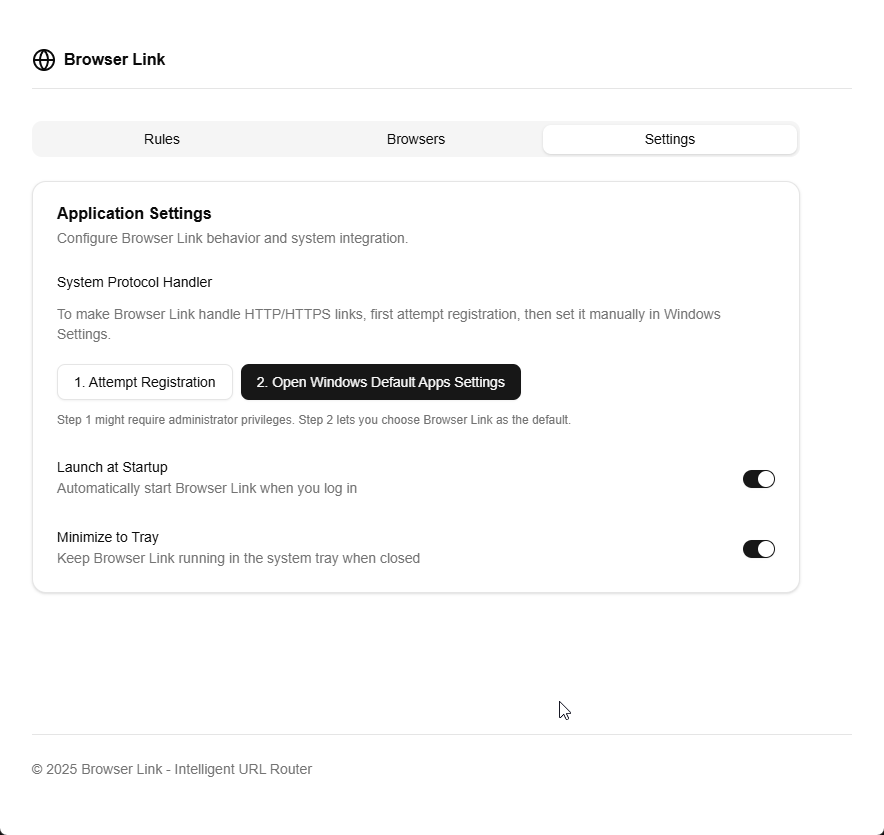 Browser Link
Rules
Browsers
Settings
Application Settings
Configure Browser Link behavior and system integration.
System Protocol Handler
To make Browser Link handle HTTP/HTTPS links, first attempt registration, then set it manually in Windows
Settings.
1. Attempt Registration
2. Open Windows Default Apps Settings
Step 1 might require administrator privileges. Step 2 lets you choose Browser Link as the default.
Launch at Startup
Automatically start Browser Link when you log in
Minimize to Tray
Keep Browser Link running in the system tray when closed
© 2025 Browser Link - Intelligent URL Router